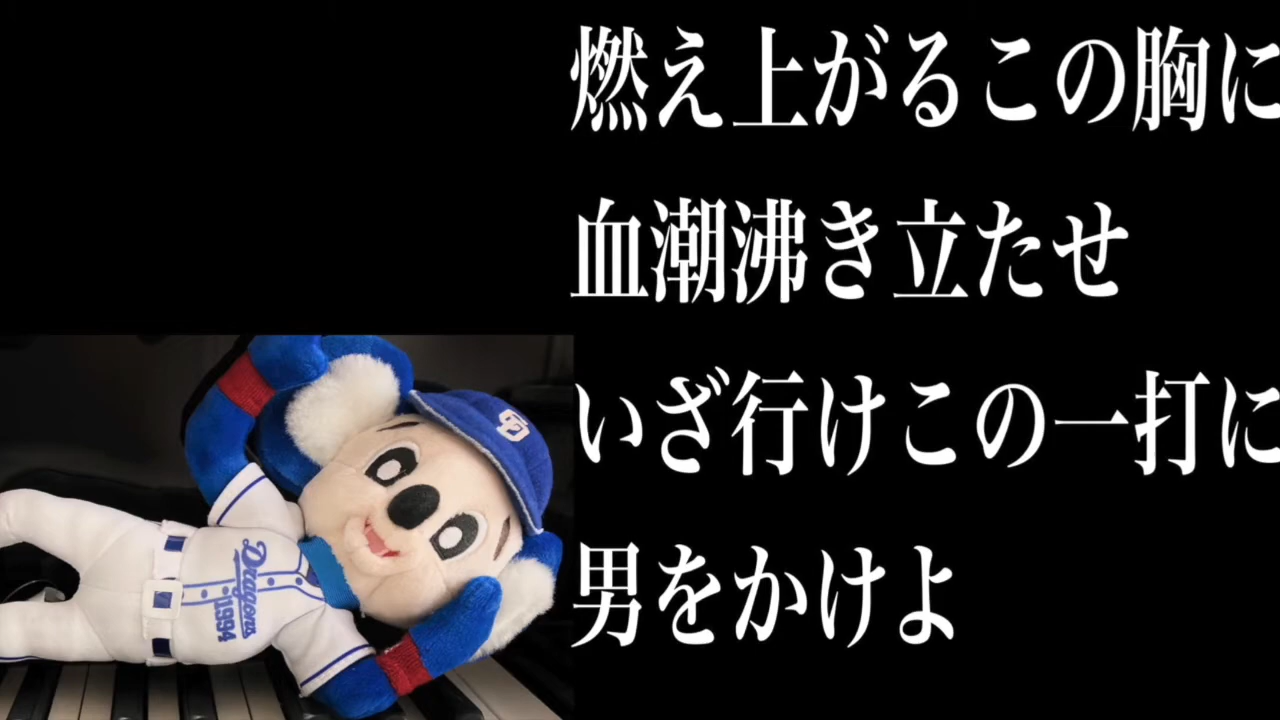 燃え上がるこの胸に
血潮沸き立たせ
いざ行けこの一打に
男をかけよ
Dragons
1994